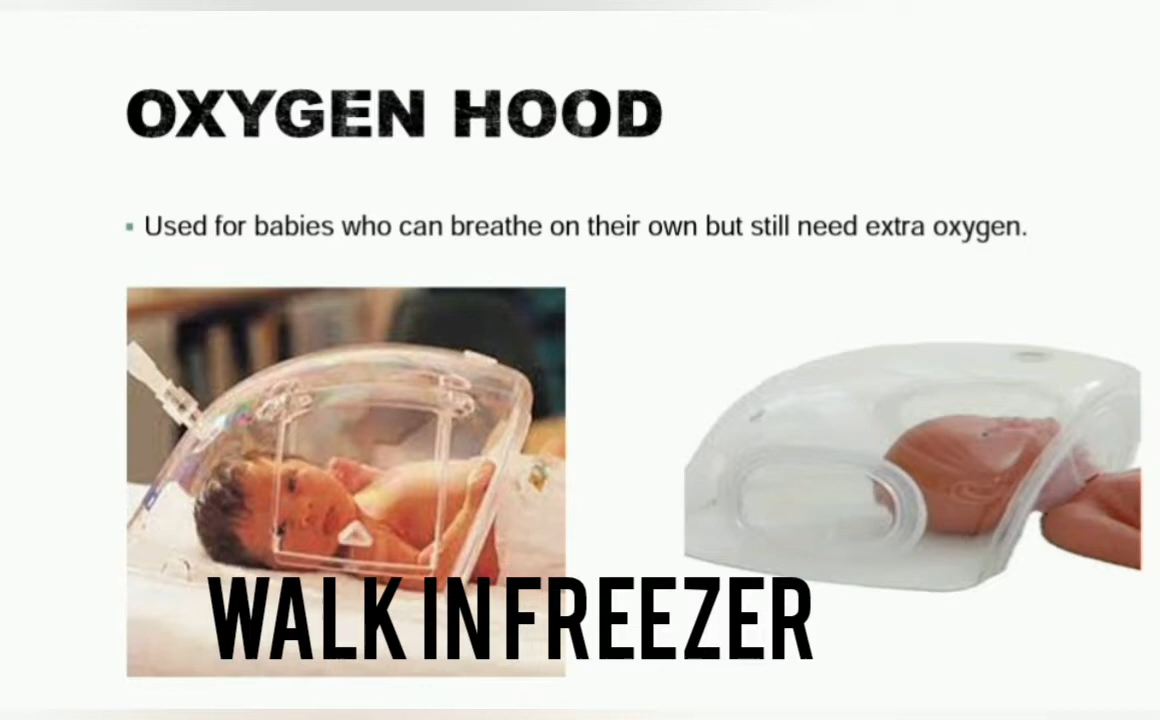 OXYGEN HOOD
Used for babies who can breathe on their own but still need extra oxygen.
WALK IN FREEZER